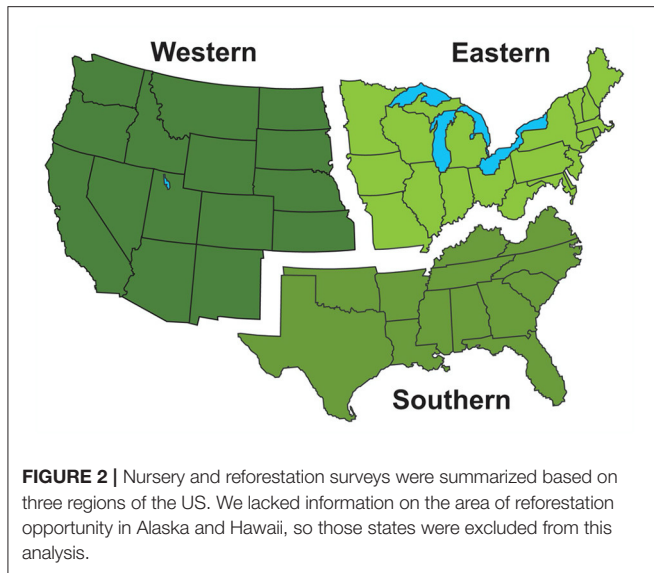 Western
Eastern
Southern
FIGURE 2 | Nursery and reforestation surveys were summarized based on
three regions of the US. We lacked information on the area of reforestation
opportunity in Alaska and Hawaii, so those states were excluded from this
analysis.